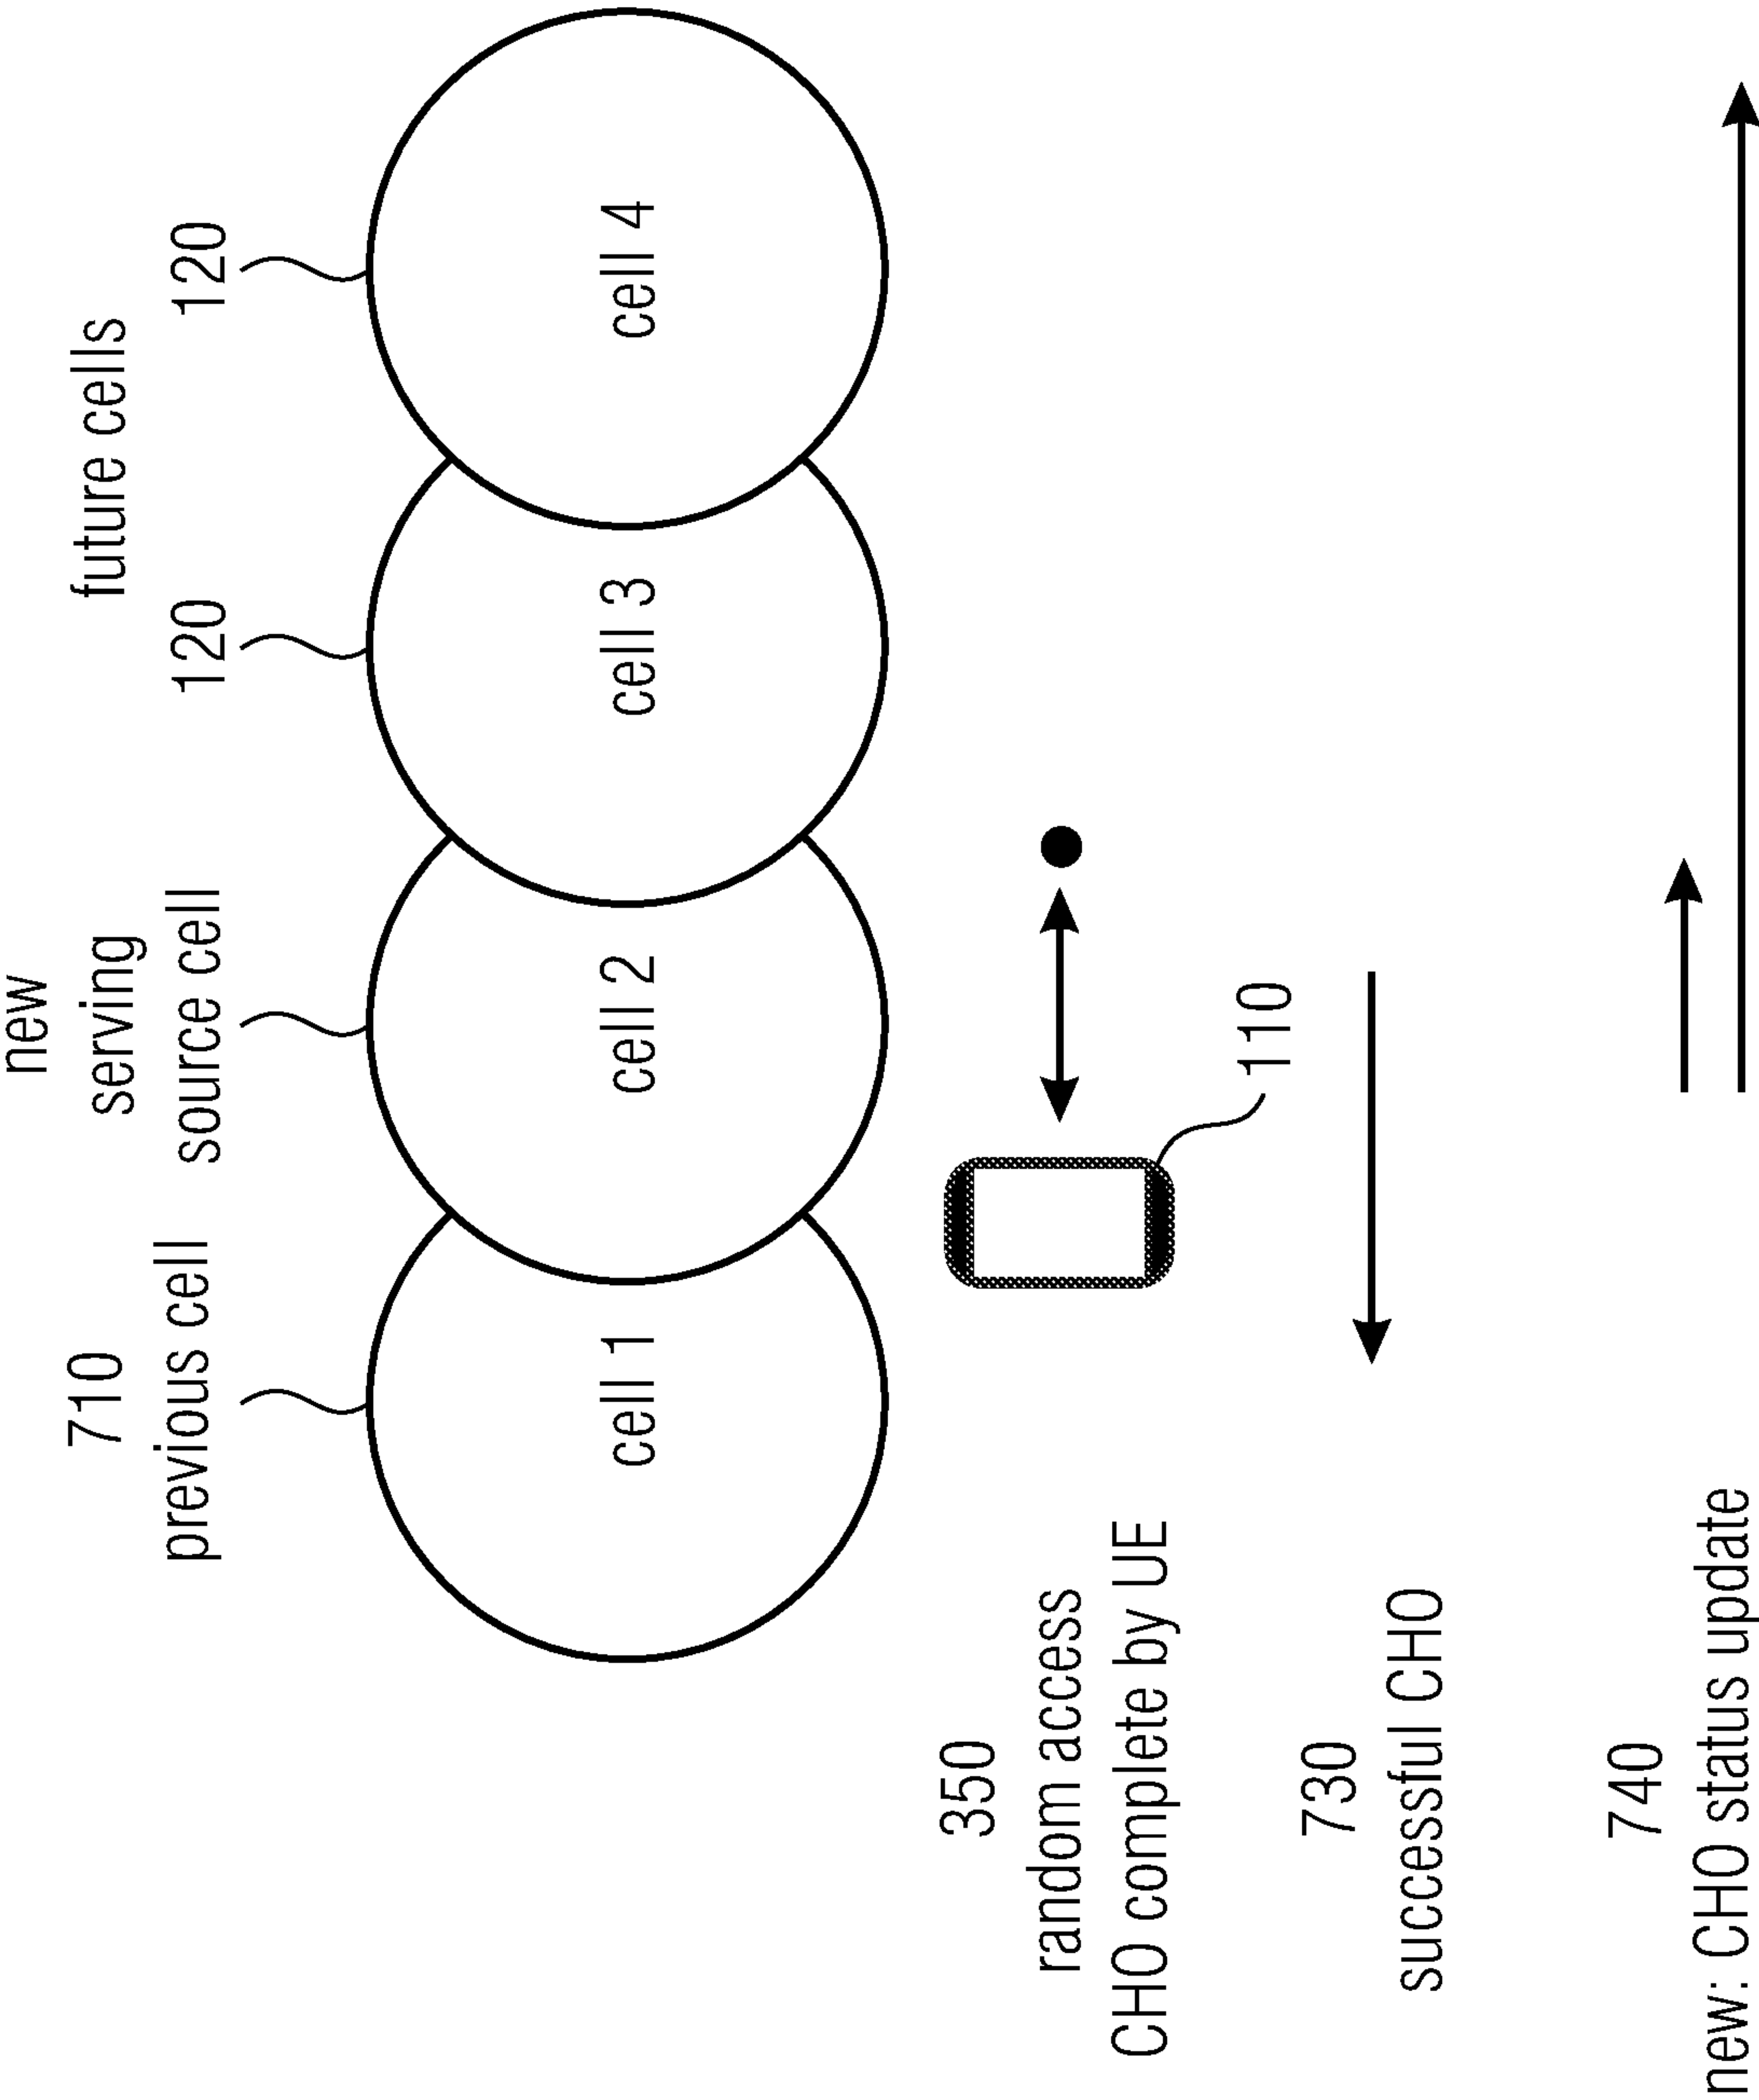 710
previous cell
new
serving
source cell
future cells
120
120
cell 1
cell 2
cell 3
cell 4
350
random access
CHO complete by UE
110
730
successful CHO
740
new: CHO status update